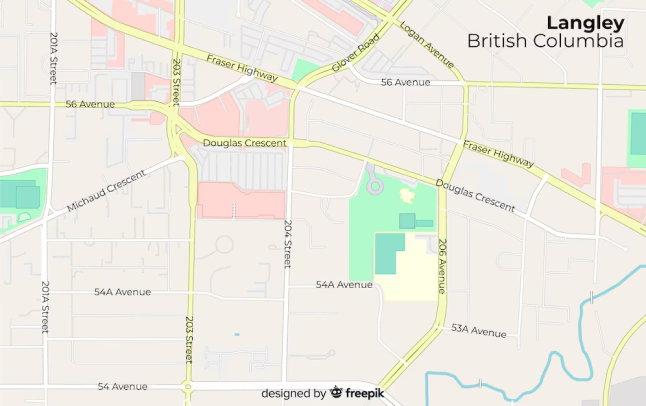 Langley
British Columbia
201A Street
203 Street
Fraser Highway
Glover Road
Logan Avenue
56 Avenue
56 Avenue
Douglas Crescent
Fraser Highway
Michaud Crescent
Douglas Crescent
204 Street
206 Avenue
201A Street
54A Avenue
54A Avenue
203 Street
53A Avenue
54 Avenue
designed by freepik